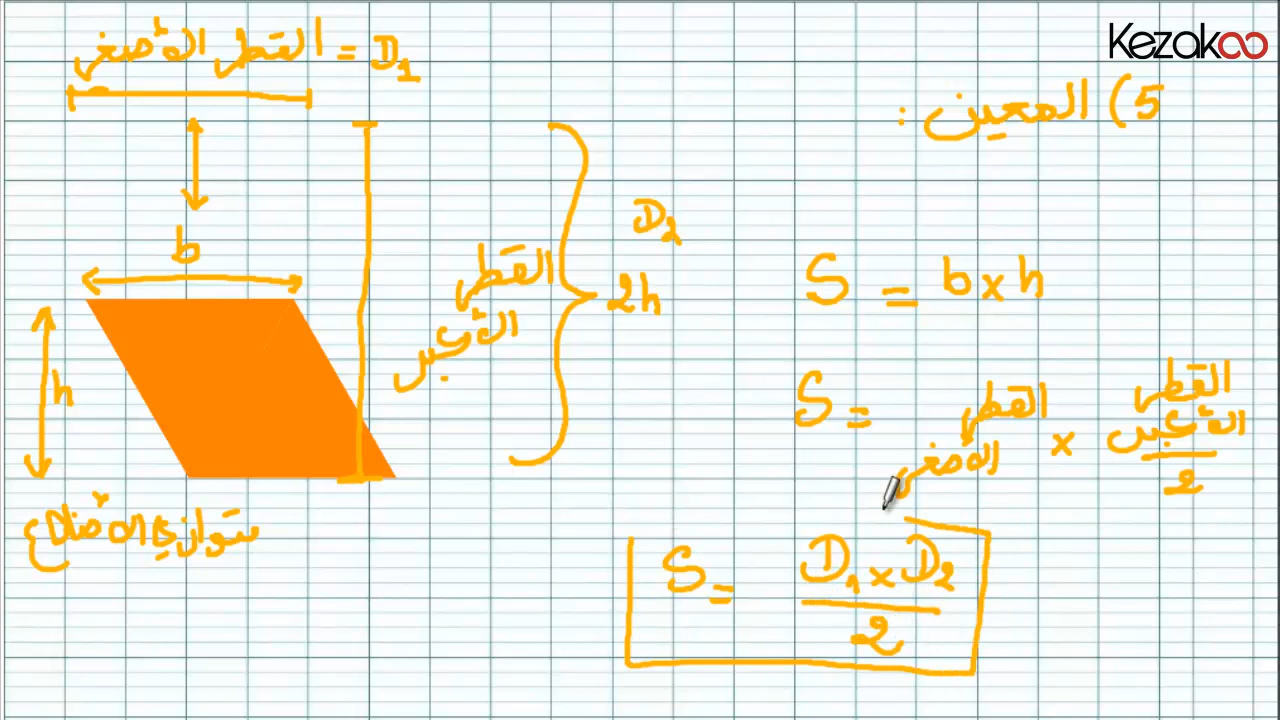 Kezakoo
5) المعين :
القطر الأصغر = D₁
b
h
متوازي الأضلاع
القطر
الأكبر
D₂
2h
S = b x h
S = القطر الأصغر x القطر الأكبر / 2
S = D₁ x D₂ / 2